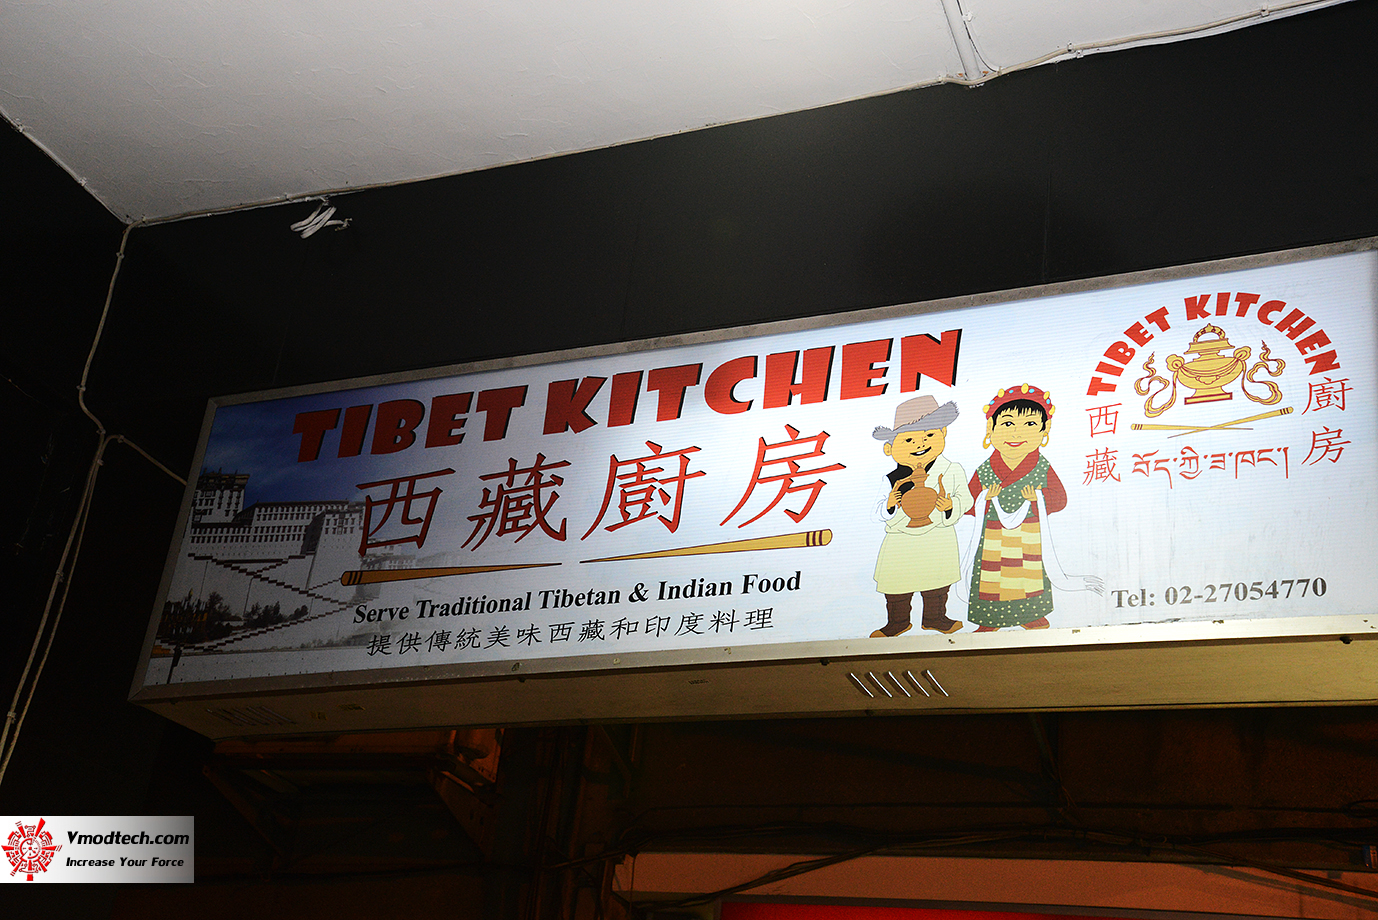 TIBET KITCHEN
西藏廚房
Serve Traditional Tibetan & Indian Food
提供傳統美味西藏和印度料理
TIBET KITCHEN
西藏
廚房
བོད་ཀྱི་ཟ་ཁང་།
Tel: 02-27054770
Vmodtech.com
Increase Your Force